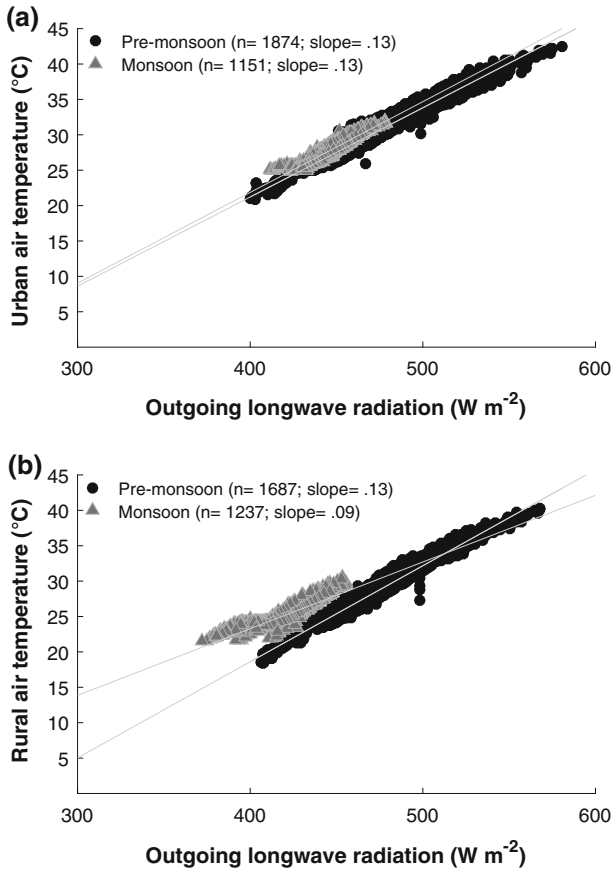 (a)
45
40
35
30
25
20
15
10
5
Urban air temperature (°C)
Pre-monsoon (n= 1874; slope= .13)
Monsoon (n= 1151; slope= .13)
300 400 500 600
Outgoing longwave radiation (W m-2)
(b)
45
40
35
30
25
20
15
10
5
Rural air temperature (°C)
Pre-monsoon (n= 1687; slope= .13)
Monsoon (n= 1237; slope= .09)
300 400 500 600
Outgoing longwave radiation (W m-2)